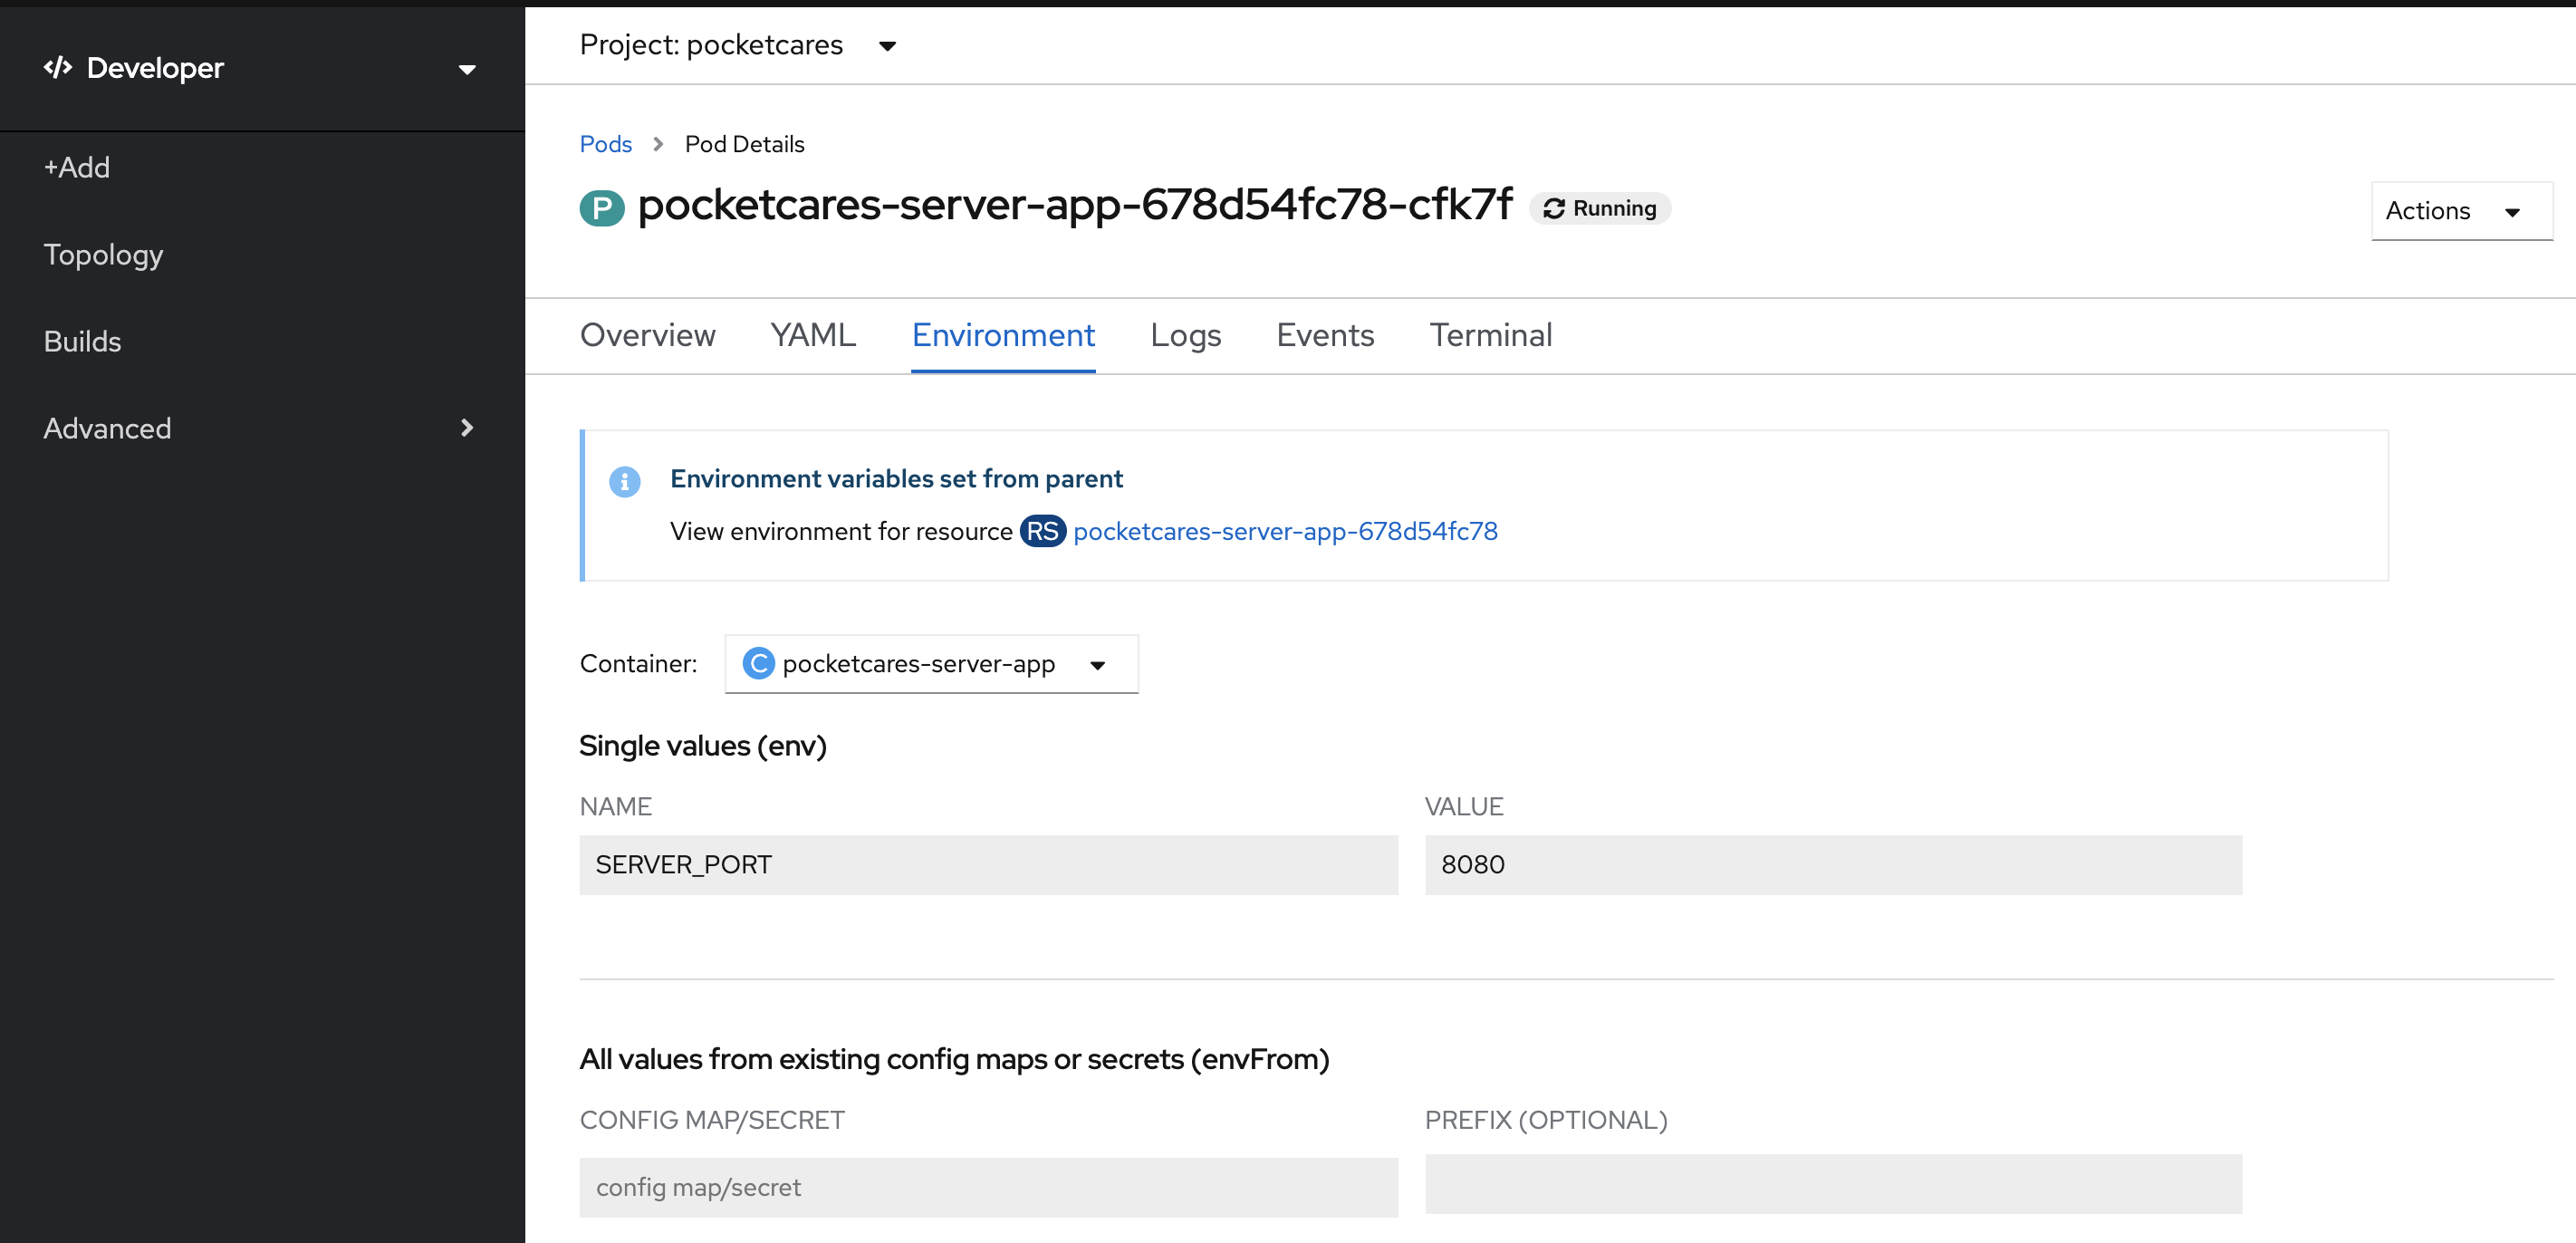 Developer
+Add
Topology
Builds
Advanced
Project: pocketcares
Pods > Pod Details
P pocketcares-server-app-678d54fc78-cfk7f Running
Actions
Overview YAML Environment Logs Events Terminal
Environment variables set from parent
View environment for resource RS pocketcares-server-app-678d54fc78
Container: C pocketcares-server-app
Single values (env)
NAME VALUE
SERVER_PORT 8080
All values from existing config maps or secrets (envFrom)
CONFIG MAP/SECRET PREFIX (OPTIONAL)
config map/secret